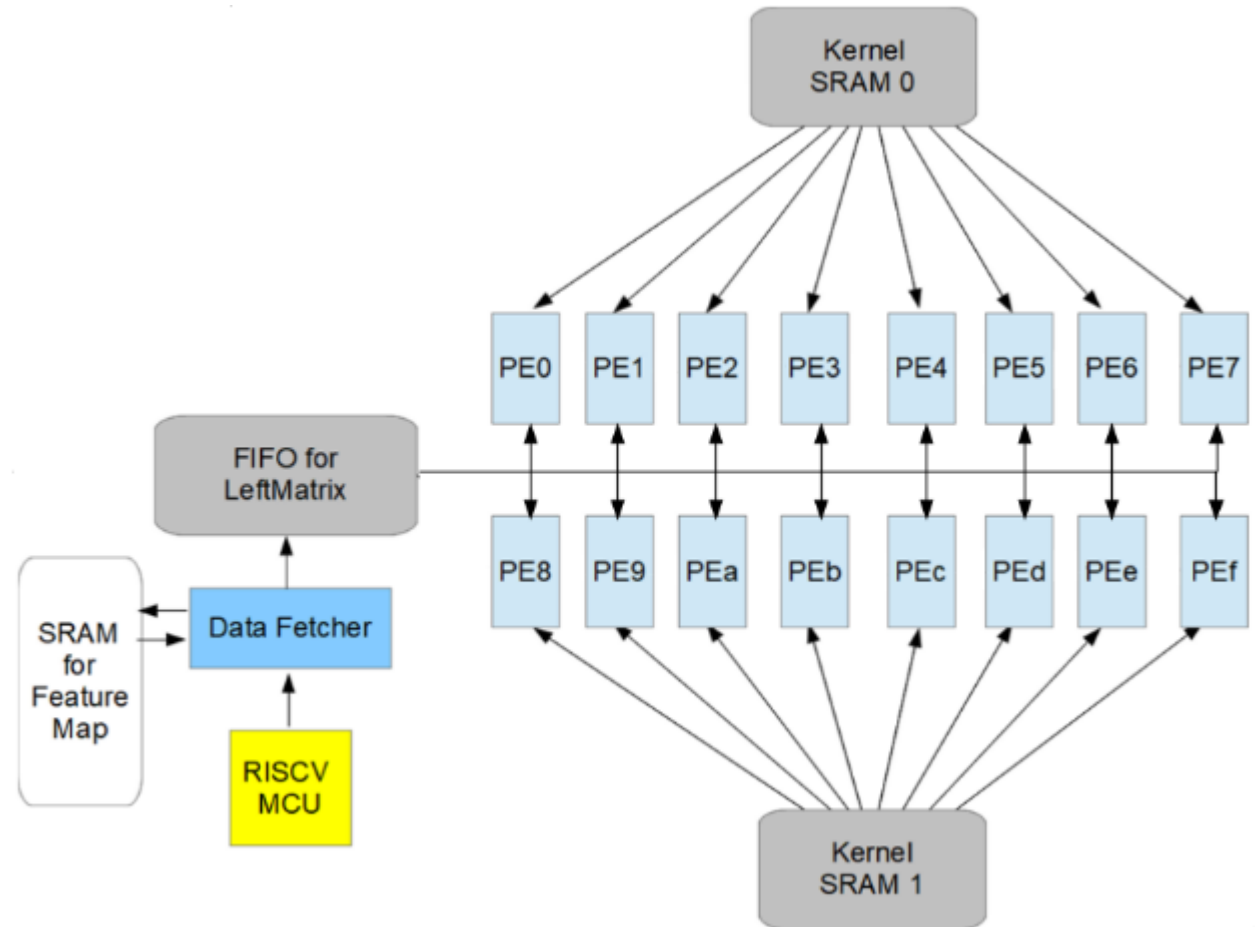 Kernel
SRAM 0
PE0 PE1 PE2 PE3 PE4 PE5 PE6 PE7
FIFO for
LeftMatrix
PE8 PE9 PEa PEb PEc PEd PEe PEf
Data Fetcher
SRAM
for
Feature
Map
RISCV
MCU
Kernel
SRAM 1